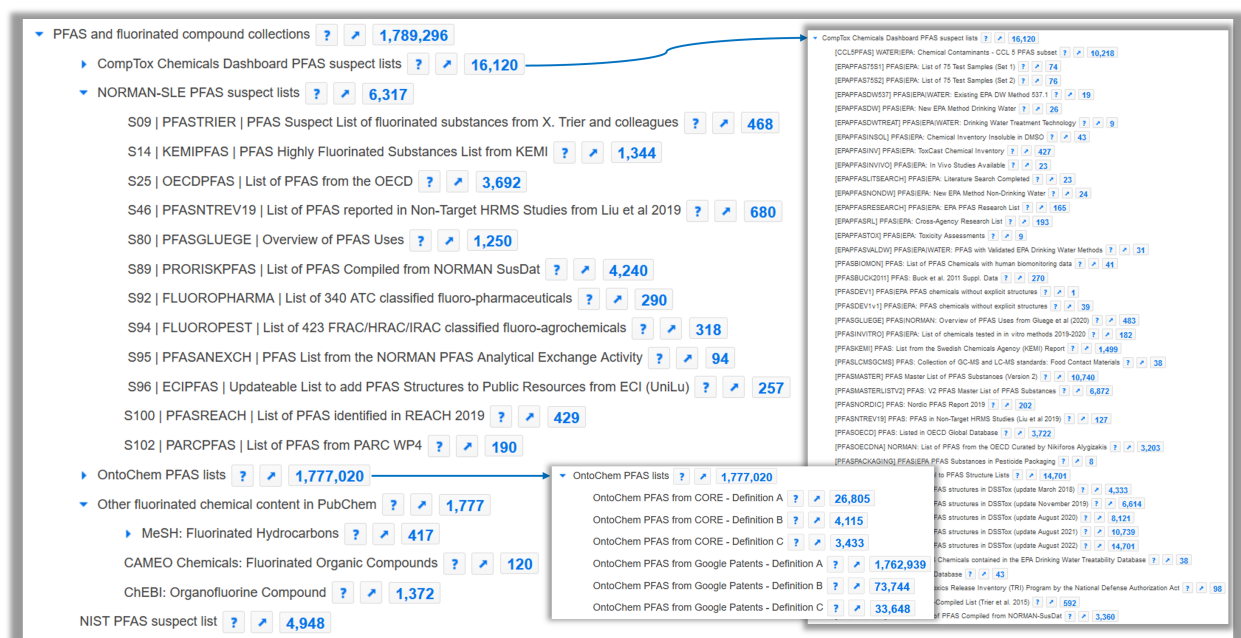 PFAS and fluorinated compound collections ? 1,789,296
CompTox Chemicals Dashboard PFAS suspect lists ? 16,120
NORMAN-SLE PFAS suspect lists ? 6,317
S09 | PFASTRIER | PFAS Suspect List of fluorinated substances from X. Trier and colleagues ? 468
S14 | KEMIPFAS | PFAS Highly Fluorinated Substances List from KEMI ? 1,344
S25 | OECDPFAS | List of PFAS from the OECD ? 3,692
S46 | PFASNTREV19 | List of PFAS reported in Non-Target HRMS Studies from Liu et al 2019 ? 680
S80 | PFASGLUEGE | Overview of PFAS Uses ? 1,250
S89 | PRORISKPFAS | List of PFAS Compiled from NORMAN SusDat ? 4,240
S92 | FLUOROPHARMA | List of 340 ATC classified fluoro-pharmaceuticals ? 290
S94 | FLUOROPEST | List of 423 FRAC/HRAC/IRAC classified fluoro-agrochemicals ? 318
S95 | PFASANEXCH | PFAS List from the NORMAN PFAS Analytical Exchange Activity ? 94
S96 | ECIPFAS | Updateable List to add PFAS Structures to Public Resources from ECI (UniLu) ? 257
S100 | PFASREACH | List of PFAS identified in REACH 2019 ? 429
S102 | PARCPFAS | List of PFAS from PARC WP4 ? 190
OntoChem PFAS lists ? 1,777,020
Other fluorinated chemical content in PubChem ? 1,777
MeSH: Fluorinated Hydrocarbons ? 417
CAMEO Chemicals: Fluorinated Organic Compounds ? 120
ChEBI: Organofluorine Compound ? 1,372
NIST PFAS suspect list ? 4,948
OntoChem PFAS lists ? 1,777,020
OntoChem PFAS from CORE - Definition A ? 26,805
OntoChem PFAS from CORE - Definition B ? 4,115
OntoChem PFAS from CORE - Definition C ? 3,433
OntoChem PFAS from Google Patents - Definition A ? 1,762,939
OntoChem PFAS from Google Patents - Definition B ? 73,744
OntoChem PFAS from Google Patents - Definition C ? 33,648
CompTox Chemicals Dashboard PFAS suspect lists ? 16,120
[CCL5PFAS] WATER|EPA: Chemical Contaminants - CCL 5 PFAS subset ? 10,218
[EPAPFAS75S1] PFAS|EPA: List of 75 Test Samples (Set 1) ? 74
[EPAPFAS75S2] PFAS|EPA: List of 75 Test Samples (Set 2) ? 76
[EPAPFASDW537] PFAS|EPA|WATER: Existing EPA DW Method 537.1 ? 19
[EPAPFASDW] PFAS|EPA: New EPA Method Drinking Water ? 26
[EPAPFASDWTREAT] PFAS|EPA|WATER: Drinking Water Treatment Technology ? 9
[EPAPFASINSOL] PFAS|EPA: Chemical Inventory Insoluble in DMSO ? 43
[EPAPFASINV] PFAS|EPA: ToxCast Chemical Inventory ? 427
[EPAPFASINVIVO] PFAS|EPA: In Vivo Studies Available ? 23
[EPAPFASLITSEARCH] PFAS|EPA: Literature Search Completed ? 23
[EPAPFASNONDW] PFAS|EPA: New EPA Method Non-Drinking Water ? 24
[EPAPFASRESEARCH] PFAS|EPA: EPA PFAS Research List ? 165
[EPAPFASRL] PFAS|EPA: Cross-Agency Research List ? 193
[EPAPFASTOX] PFAS|EPA: Toxicity Assessments ? 9
[EPAPFASVALDW] PFAS|EPA|WATER: PFAS with Validated EPA Drinking Water Methods ? 31
[PFASBIOMON] PFAS: List of PFAS Chemicals with human biomonitoring data ? 41
[PFASBUCK2011] PFAS: Buck et al. 2011 Suppl. Data ? 270
[PFASDEV1] PFAS|EPA PFAS chemicals without explicit structures ? 1
[PFASDEV1v1] PFAS|EPA: PFAS chemicals without explicit structures ? 39
[PFASGLUEGE] PFAS|NORMAN: Overview of PFAS Uses from Gluege et al (2020) ? 483
[PFASINVITRO] PFAS|EPA: List of chemicals tested in in vitro methods 2019-2020 ? 182
[PFASKEMI] PFAS: List from the Swedish Chemicals Agency (KEMI) Report ? 1,499
[PFASLCMSGCMS] PFAS: Collection of GC-MS and LC-MS standards: Food Contact Materials ? 38
[PFASMASTER] PFAS Master List of PFAS Substances (Version 2) ? 10,740
[PFASMASTERLISTV2] PFAS: V2 PFAS Master List of PFAS Substances ? 6,872
[PFASNORDIC] PFAS: Nordic PFAS Report 2019 ? 202
[PFASNTREV19] PFAS: PFAS in Non-Target HRMS Studies (Liu et al 2019) ? 127
[PFASOECD] PFAS: Listed in OECD Global Database ? 3,722
[PFASOECDNA] NORMAN: List of PFAS from the OECD Curated by Nikiforos Alygizakis ? 3,203
[PFASPACKAGING] PFAS|EPA PFAS Substances in Pesticide Packaging ? 8
to PFAS Structure Lists ? 14,701
FAS structures in DSSTox (update March 2018) ? 4,333
FAS structures in DSSTox (update November 2019) ? 6,614
FAS structures in DSSTox (update August 2020) ? 8,121
FAS structures in DSSTox (update August 2021) ? 10,739
FAS structures in DSSTox (update August 2022) ? 14,701
Chemicals contained in the EPA Drinking Water Treatability Database ? 38
Database ? 43
oxics Release Inventory (TRI) Program by the National Defense Authorization Act ? 98
-Compiled List (Trier et al. 2015) ? 592
of PFAS Compiled from NORMAN-SusDat ? 3,360